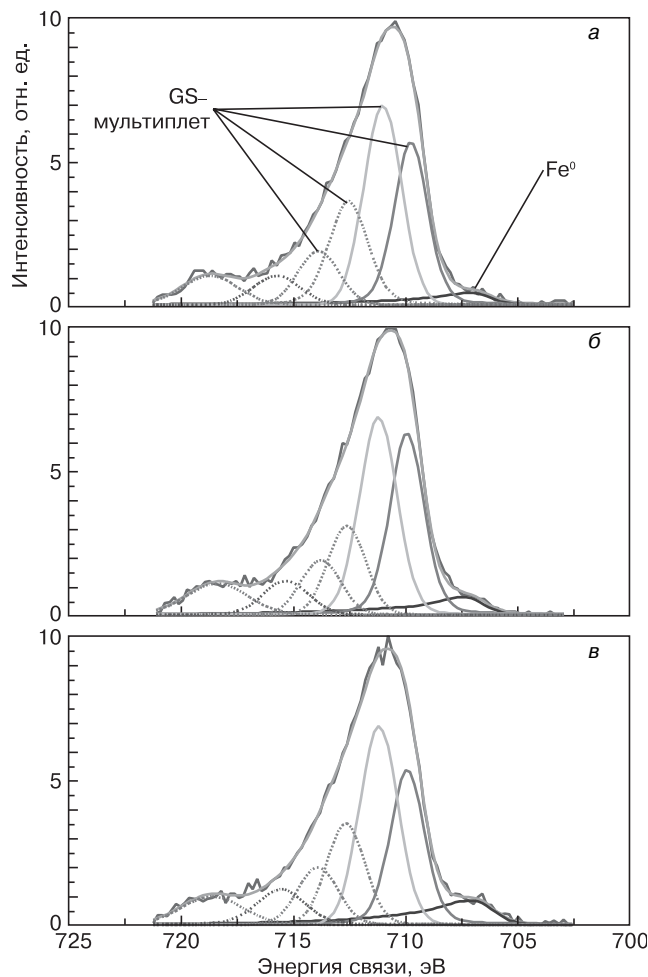 10
а
GS–
мультиплет
5
Fe⁰
Интенсивность, отн. ед.
0
10
б
5
0
10
в
5
0
725 720 715 710 705 700
Энергия связи, эВ